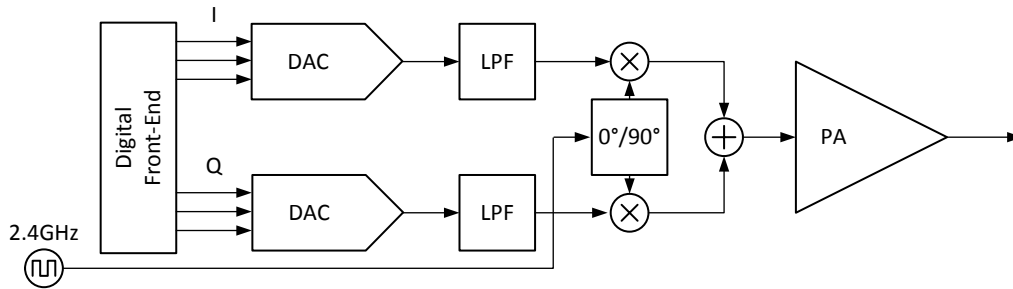 I
DAC
LPF
Digital
Front-End
0°/90°
PA
Q
DAC
LPF
2.4GHz